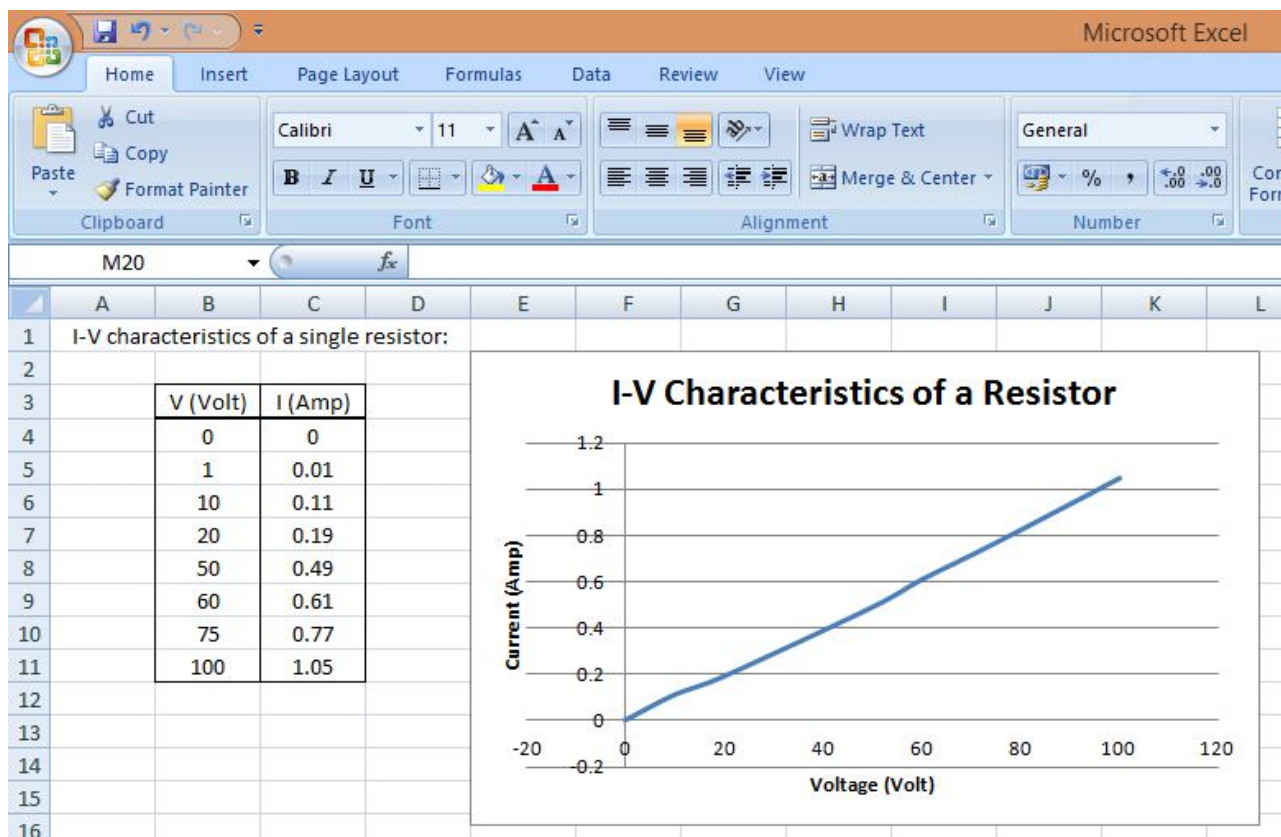 Microsoft Excel
Home Insert Page Layout Formulas Data Review View
Cut
Copy
Paste
Format Painter
Clipboard
Calibri 11 A A
B I U A
Font
Wrap Text
Merge & Center
Alignment
General
% , .0 .00 .00 .0
Number
M20 fx
A B C D E F G H I J K L
1 I-V characteristics of a single resistor:
2
3 V (Volt) I (Amp)
4 0 0
5 1 0.01
6 10 0.11
7 20 0.19
8 50 0.49
9 60 0.61
10 75 0.77
11 100 1.05
12
13
14
15
16
I-V Characteristics of a Resistor
Current (Amp)
1.2
1
0.8
0.6
0.4
0.2
0
-0.2
-20 0 20 40 60 80 100 120
Voltage (Volt)